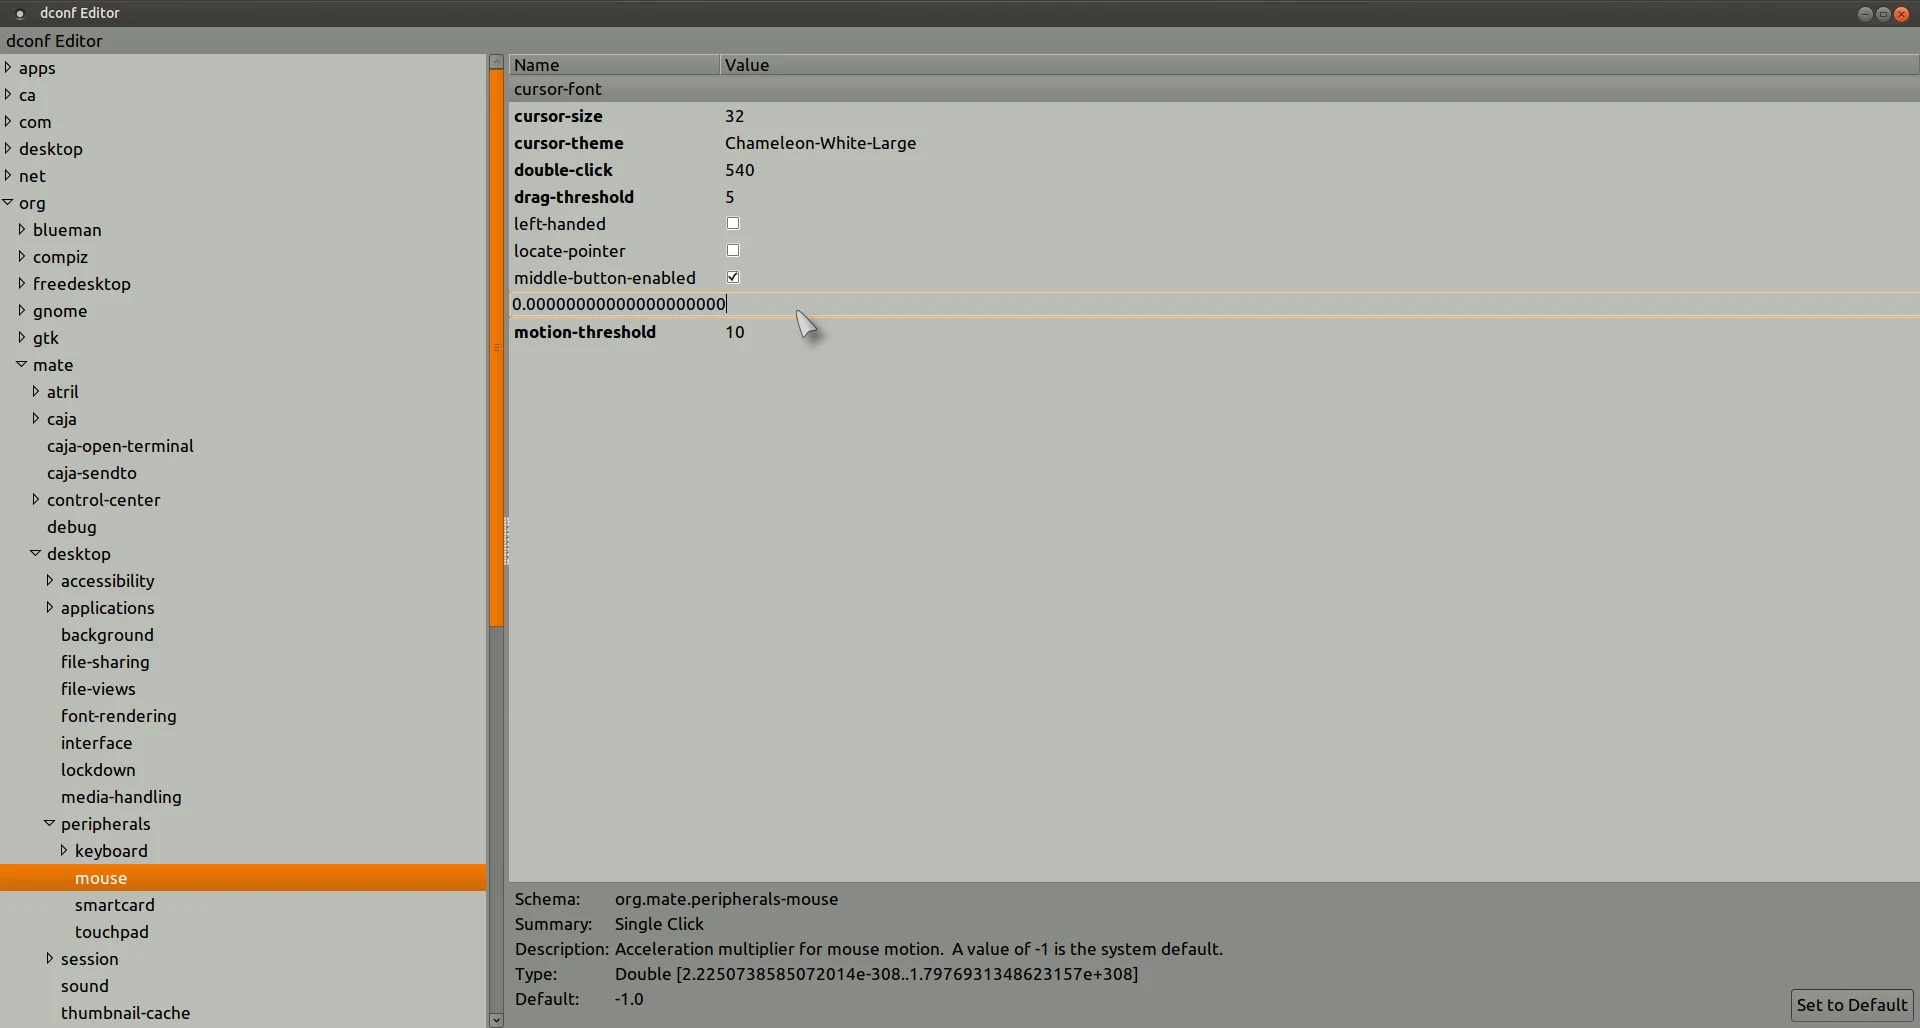 dconf Editor
dconf Editor
apps
ca
com
desktop
net
org
blueman
compiz
freedesktop
gnome
gtk
mate
atril
caja
caja-open-terminal
caja-sendto
control-center
debug
desktop
accessibility
applications
background
file-sharing
file-views
font-rendering
interface
lockdown
media-handling
peripherals
keyboard
mouse
smartcard
touchpad
session
sound
thumbnail-cache
Name Value
cursor-font
cursor-size 32
cursor-theme Chameleon-White-Large
double-click 540
drag-threshold 5
left-handed
locate-pointer
middle-button-enabled
0.00000000000000000000
motion-threshold 10
Schema: org.mate.peripherals-mouse
Summary: Single Click
Description: Acceleration multiplier for mouse motion. A value of -1 is the system default.
Type: Double [2.2250738585072014e-308..1.7976931348623157e+308]
Default: -1.0
Set to Default